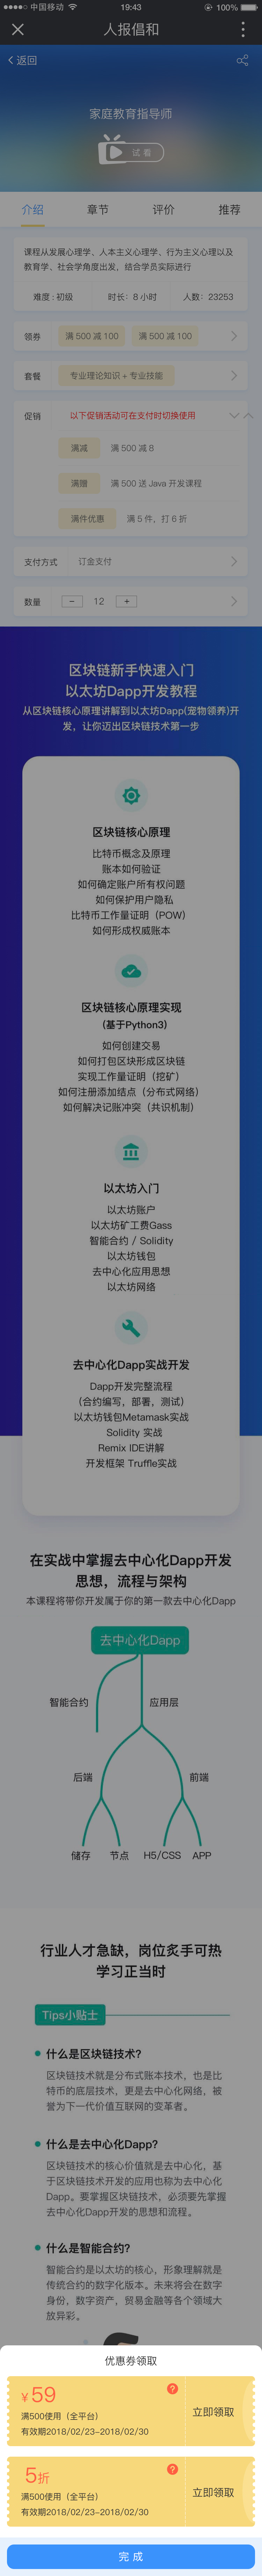 中国移动 19:43 100%
人报倡和
返回
家庭教育指导师
试看
介绍 章节 评价 推荐
课程从发展心理学、人本主义心理学、行为主义心理以及
教育学、社会学角度出发,结合学员实际进行
难度:初级 时长:8 小时 人数:23253
领券 满 500 减 100 满 500 减 100
套餐 专业理论知识 + 专业技能
促销 以下促销活动可在支付时切换使用
满减 满 500 减 8
满赠 满 500 送 Java 开发课程
满件优惠 满 5 件,打 6 折
支付方式 订金支付
数量 − 12 +
区块链新手快速入门
以太坊Dapp开发教程
从区块链核心原理讲解到以太坊Dapp(宠物领养)开
发,让你迈出区块链技术第一步
区块链核心原理
比特币概念及原理
账本如何验证
如何确定账户所有权问题
如何保护用户隐私
比特币工作量证明(POW)
如何形成权威账本
区块链核心原理实现
(基于Python3)
如何创建交易
如何打包区块形成区块链
实现工作量证明(挖矿)
如何注册添加结点(分布式网络)
如何解决记账冲突(共识机制)
以太坊入门
以太坊账户
以太坊矿工费Gass
智能合约 / Solidity
以太坊钱包
去中心化应用思想
以太坊网络
去中心化Dapp实战开发
Dapp开发完整流程
(合约编写,部署,测试)
以太坊钱包Metamask实战
Solidity 实战
Remix IDE讲解
开发框架 Truffle实战
在实战中掌握去中心化Dapp开发
思想,流程与架构
本课程将带你开发属于你的第一款去中心化Dapp
去中心化Dapp
智能合约 应用层
后端 前端
储存 节点 H5/CSS APP
行业人才急缺,岗位炙手可热
学习正当时
Tips小贴士
什么是区块链技术?
区块链技术就是分布式账本技术,也是比
特币的底层技术,更是去中心化网络,被
誉为下一代价值互联网的变革者。
什么是去中心化Dapp?
区块链技术的核心价值就是去中心化,基
于区块链技术开发的应用也称为去中心化
Dapp。要掌握区块链技术,必须要先掌握
去中心化Dapp开发的思想和流程。
什么是智能合约?
智能合约是以太坊的核心,形象理解就是
传统合约的数字化版本。未来将会在数字
身份,数字资产,贸易金融等各个领域大
放异彩。
优惠券领取
¥59 ?
满500使用(全平台) 立即领取
有效期2018/02/23-2018/02/30
5折 ?
满500使用(全平台) 立即领取
有效期2018/02/23-2018/02/30
完 成